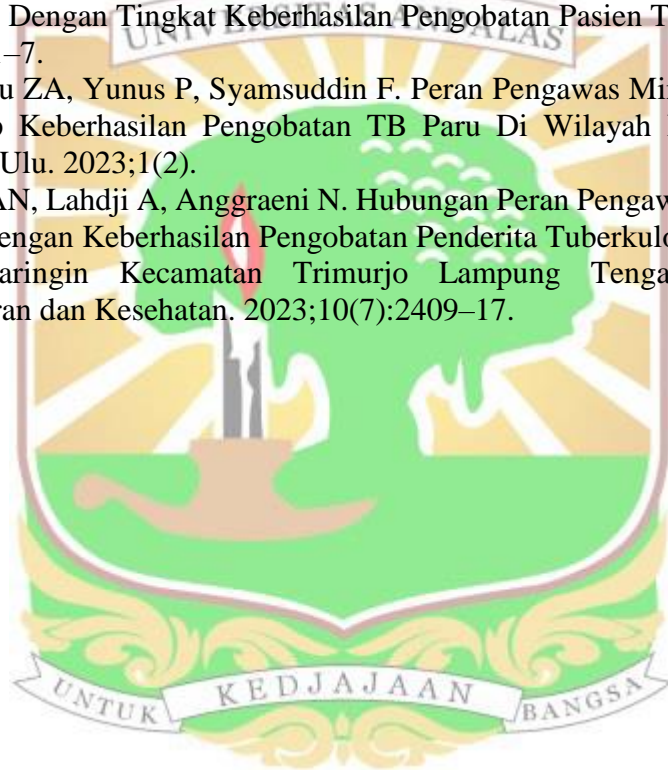 Dengan Tingkat Keberhasilan Pengobatan Pasien T
UNIVERSITAS ANDALAS
–7.
u ZA, Yunus P, Syamsuddin F. Peran Pengawas Mi
Keberhasilan Pengobatan TB Paru Di Wilayah
Ulu. 2023;1(2).
AN, Lahdji A, Anggraeni N. Hubungan Peran Pengaw
engan Keberhasilan Pengobatan Penderita Tuberkulo
aringin Kecamatan Trimurjo Lampung Tenga
ran dan Kesehatan. 2023;10(7):2409–17.
UNTUK KEDJAJAAN BANGSA